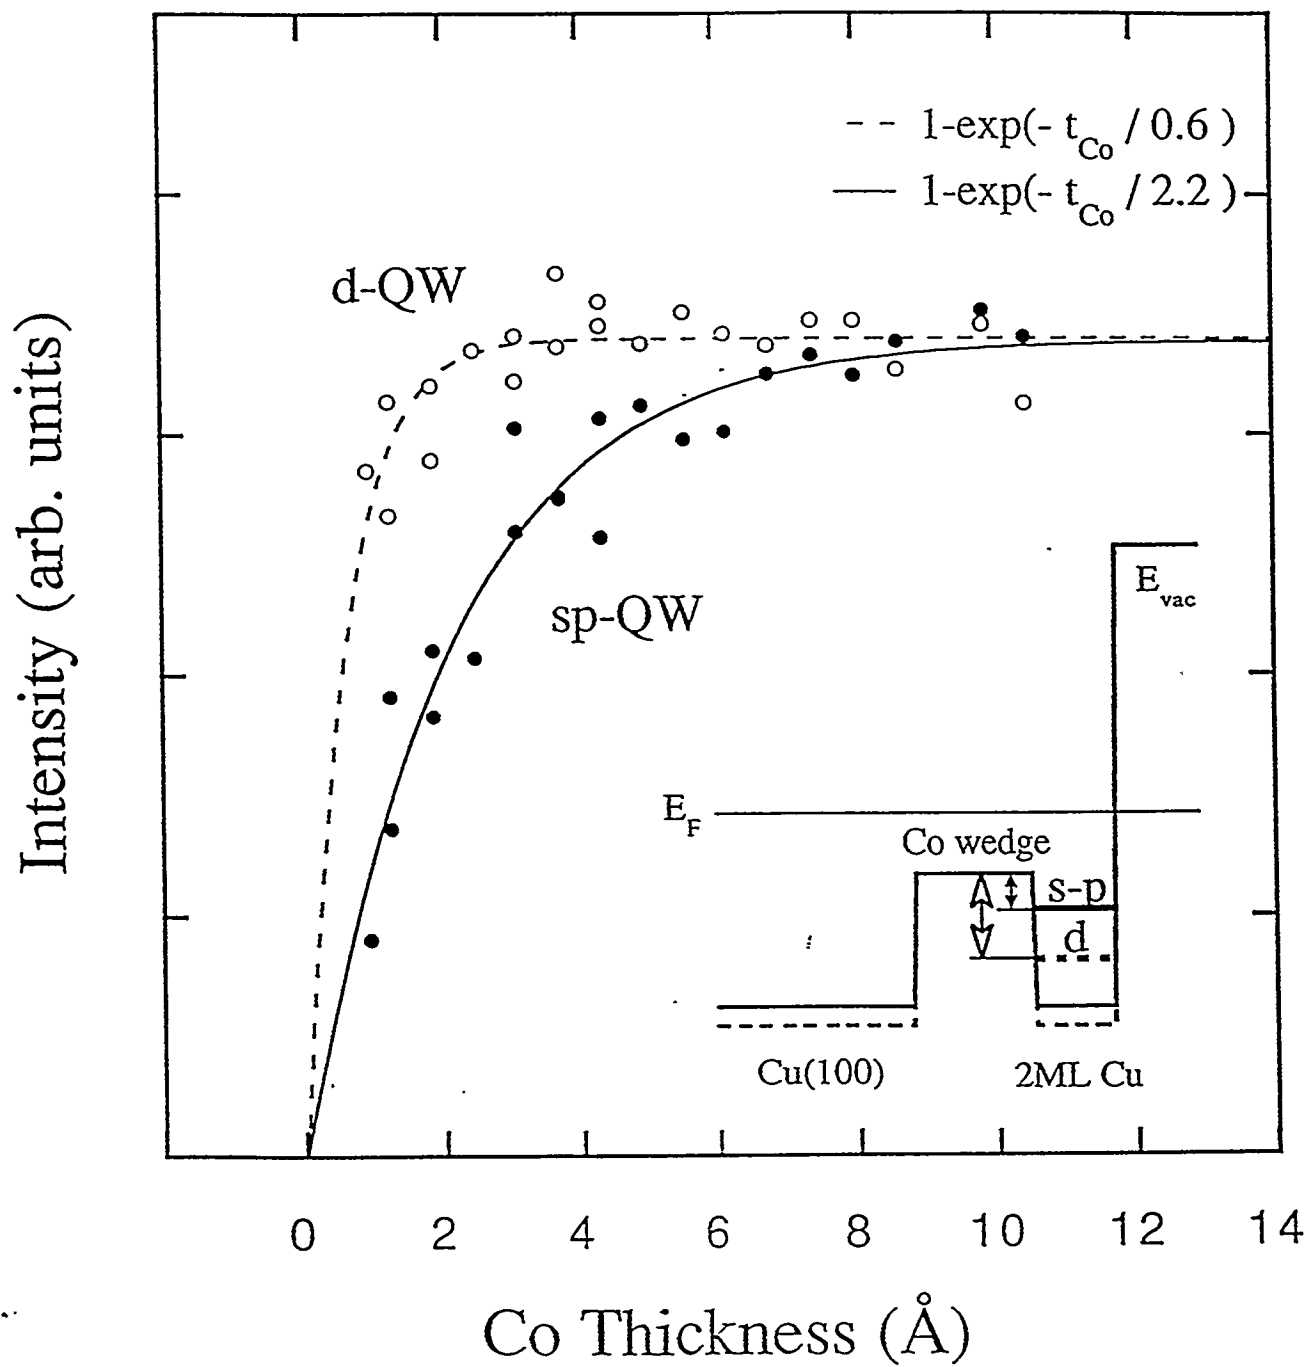 - - 1-exp(- t_Co / 0.6 )
— 1-exp(- t_Co / 2.2 )
d-QW
sp-QW
Intensity (arb. units)
E_vac
E_F
Co wedge
s-p
d
Cu(100)
2ML Cu
0 2 4 6 8 10 12 14
Co Thickness (Å)